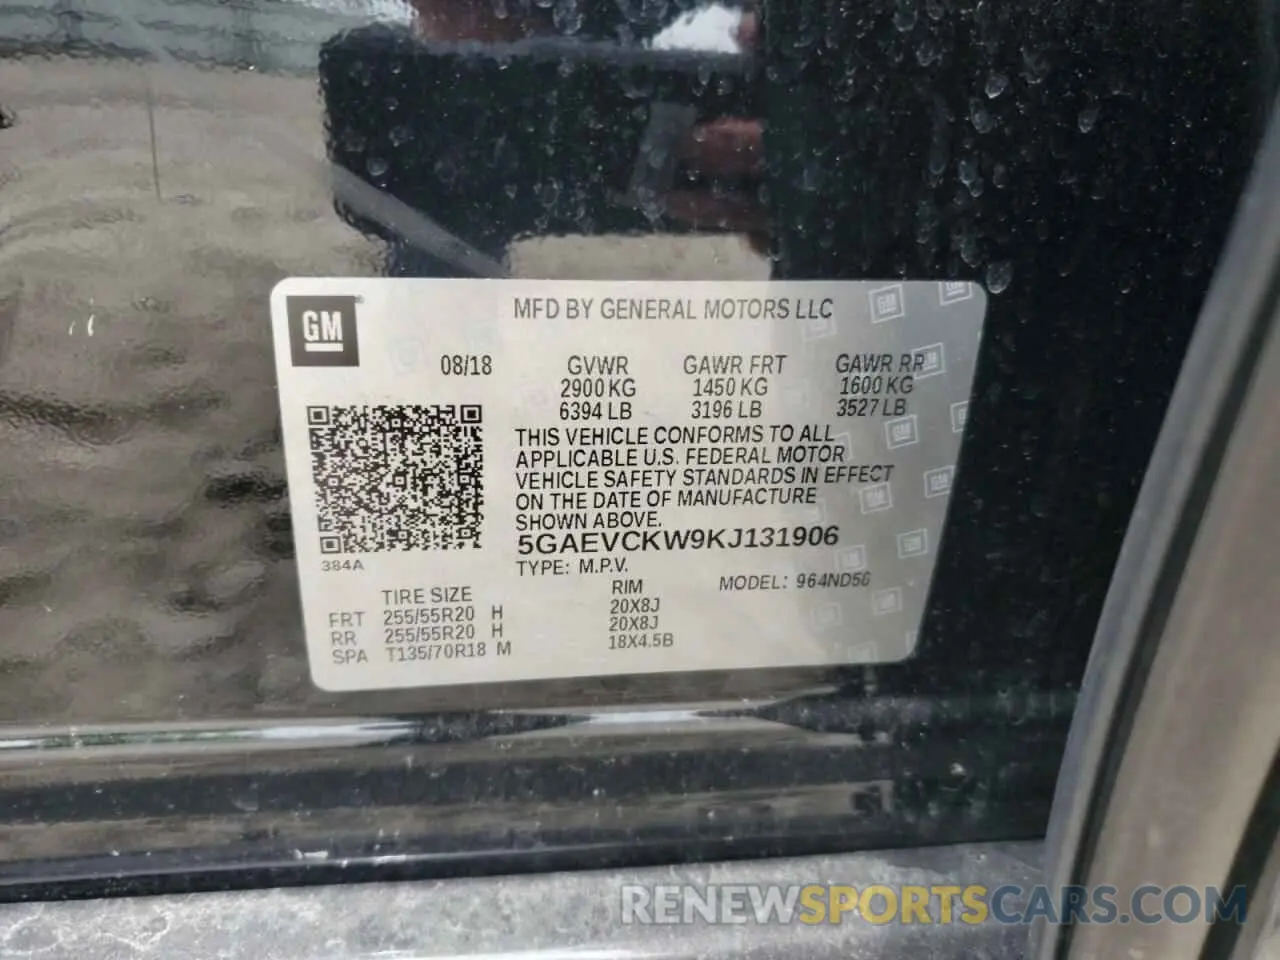 GM
MFD BY GENERAL MOTORS LLC
08/18 GVWR GAWR FRT GAWR RR
2900 KG 1450 KG 1600 KG
6394 LB 3196 LB 3527 LB
THIS VEHICLE CONFORMS TO ALL
APPLICABLE U.S. FEDERAL MOTOR
VEHICLE SAFETY STANDARDS IN EFFECT
ON THE DATE OF MANUFACTURE
SHOWN ABOVE.
5GAEVCKW9KJ131906
384A TYPE: M.P.V.
TIRE SIZE RIM MODEL: 964ND56
FRT 255/55R20 H 20X8J
RR 255/55R20 H 20X8J
SPA T135/70R18 M 18X4.5B
RENEWSPORTSCARS.COM